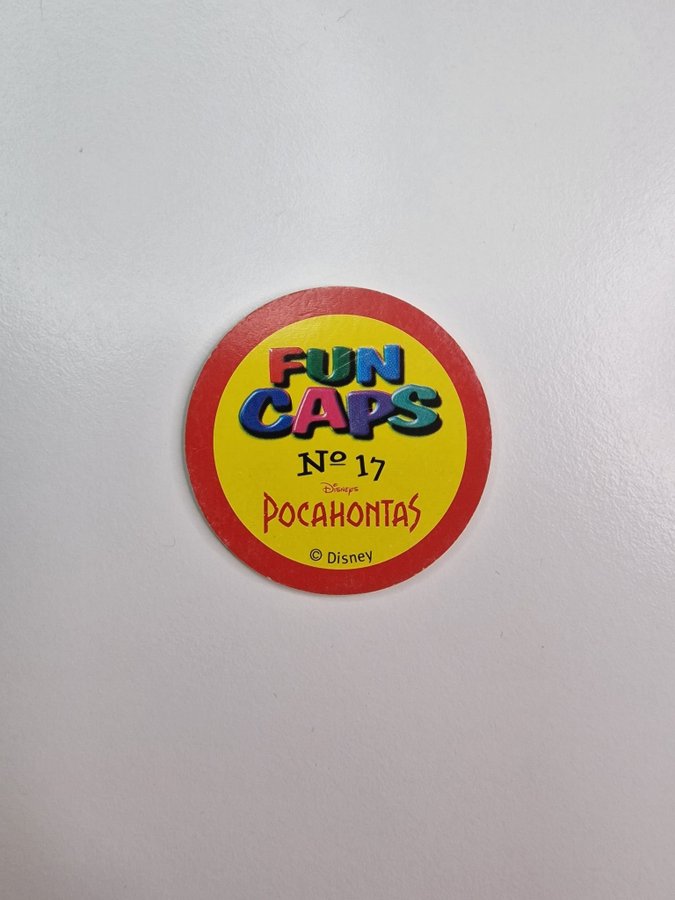 FUN
CAPS
Nº 17
Disney's
POCAHONTAS
© Disney